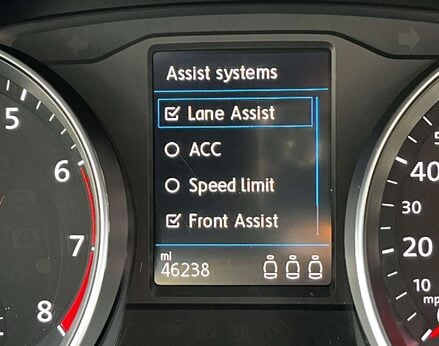 Assist systems
Lane Assist
ACC
Speed limit
Front Assist
mi
46238
5
6
7
8
40
30
20
10
mp